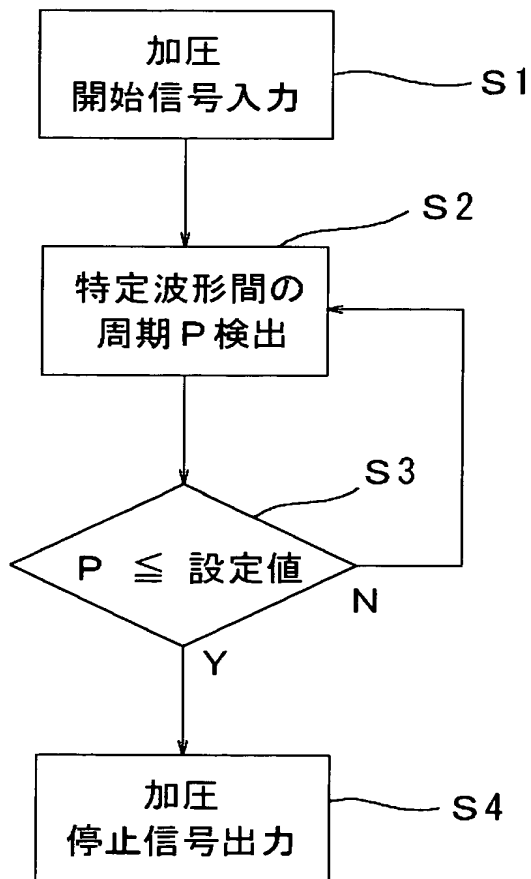 加圧
開始信号入力
S1
S2
特定波形間の
周期P検出
S3
P ≦ 設定値
N
Y
加圧
停止信号出力
S4